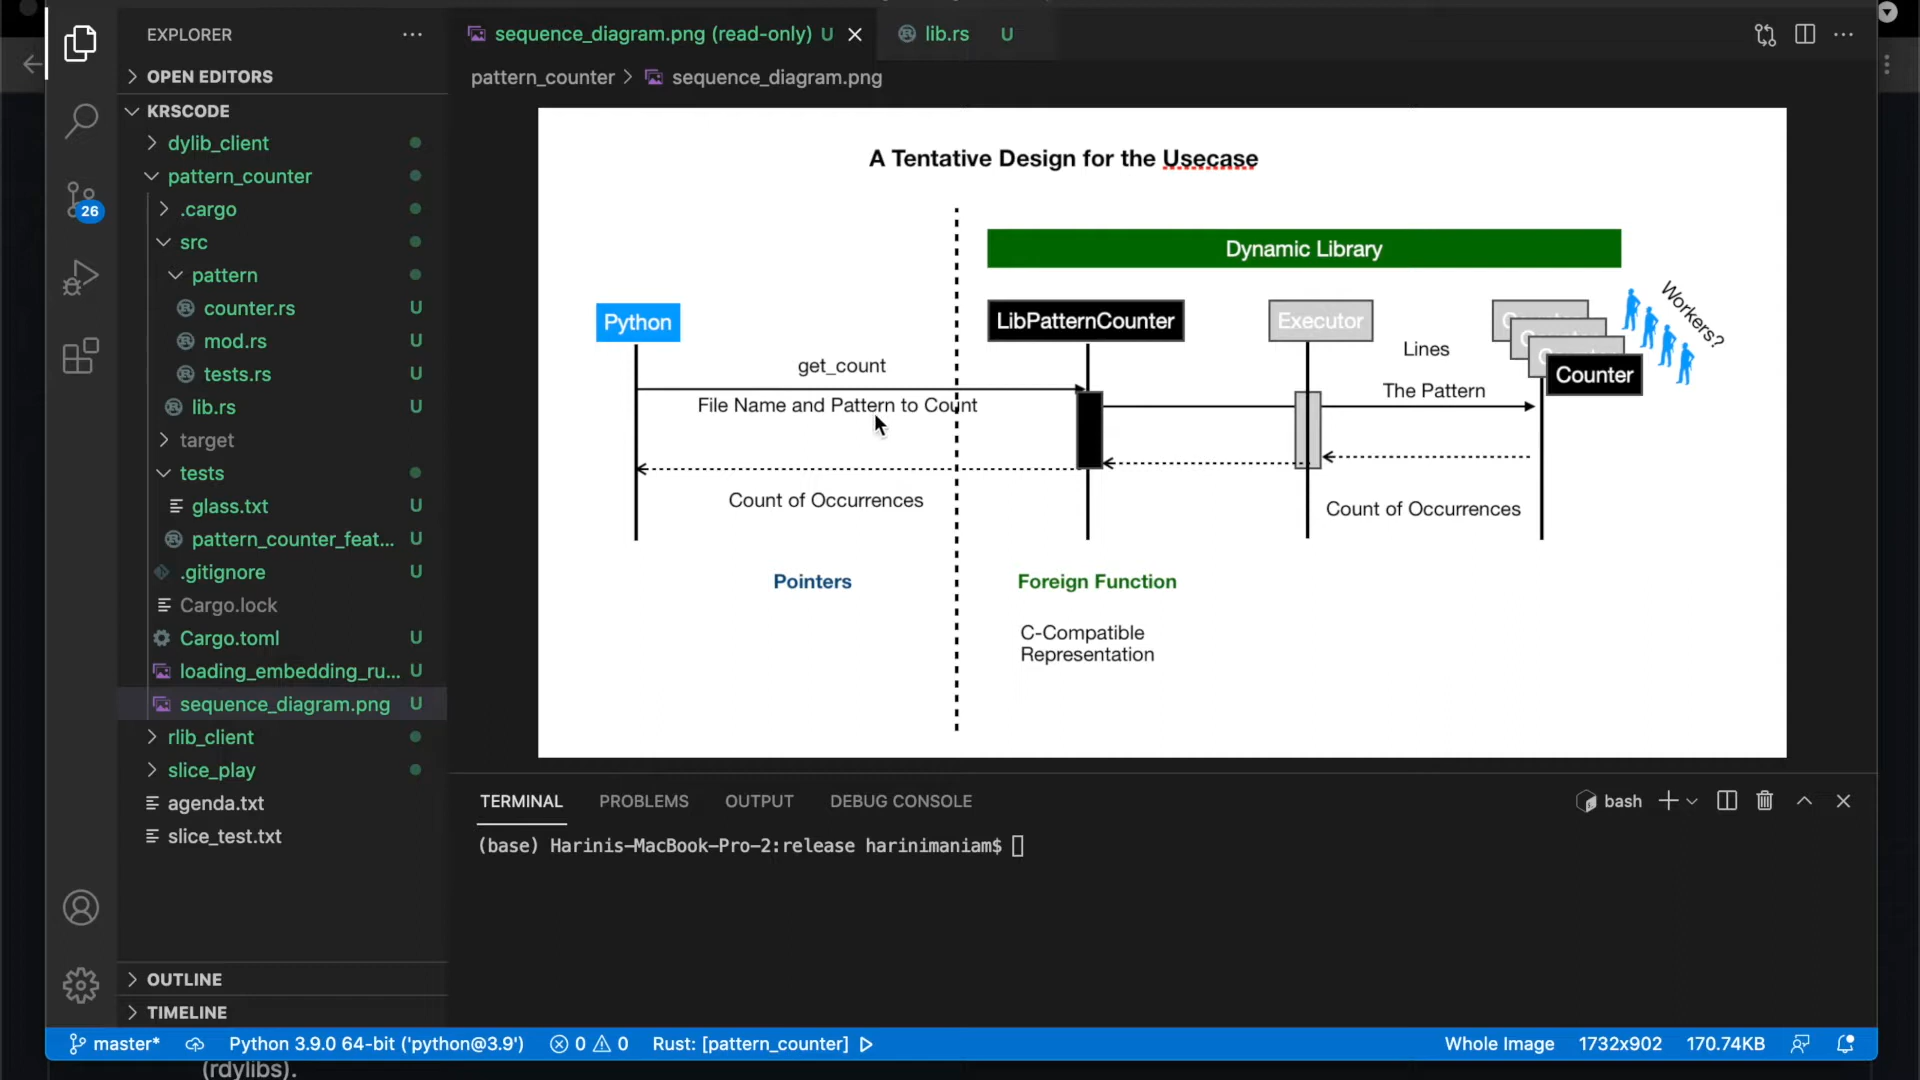 EXPLORER
OPEN EDITORS
KRSCODE
dylib_client
pattern_counter
.cargo
src
pattern
counter.rs U
mod.rs U
tests.rs U
lib.rs U
target
tests
glass.txt U
pattern_counter_feat... U
.gitignore U
Cargo.lock
Cargo.toml U
loading_embedding_ru... U
sequence_diagram.png U
rlib_client
slice_play
agenda.txt
slice_test.txt
OUTLINE
TIMELINE
26
sequence_diagram.png (read-only) U
lib.rs U
pattern_counter > sequence_diagram.png
A Tentative Design for the Usecase
Dynamic Library
Python
LibPatternCounter
Executor
Counter
Workers?
get_count
File Name and Pattern to Count
Lines
The Pattern
Count of Occurrences
Count of Occurrences
Pointers
Foreign Function
C-Compatible
Representation
TERMINAL PROBLEMS OUTPUT DEBUG CONSOLE
bash
(base) Harinis-MacBook-Pro-2:release harinimaniam$
master* Python 3.9.0 64-bit ('python@3.9') 0 0 Rust: [pattern_counter] Whole Image 1732x902 170.74KB
(rdylibs).